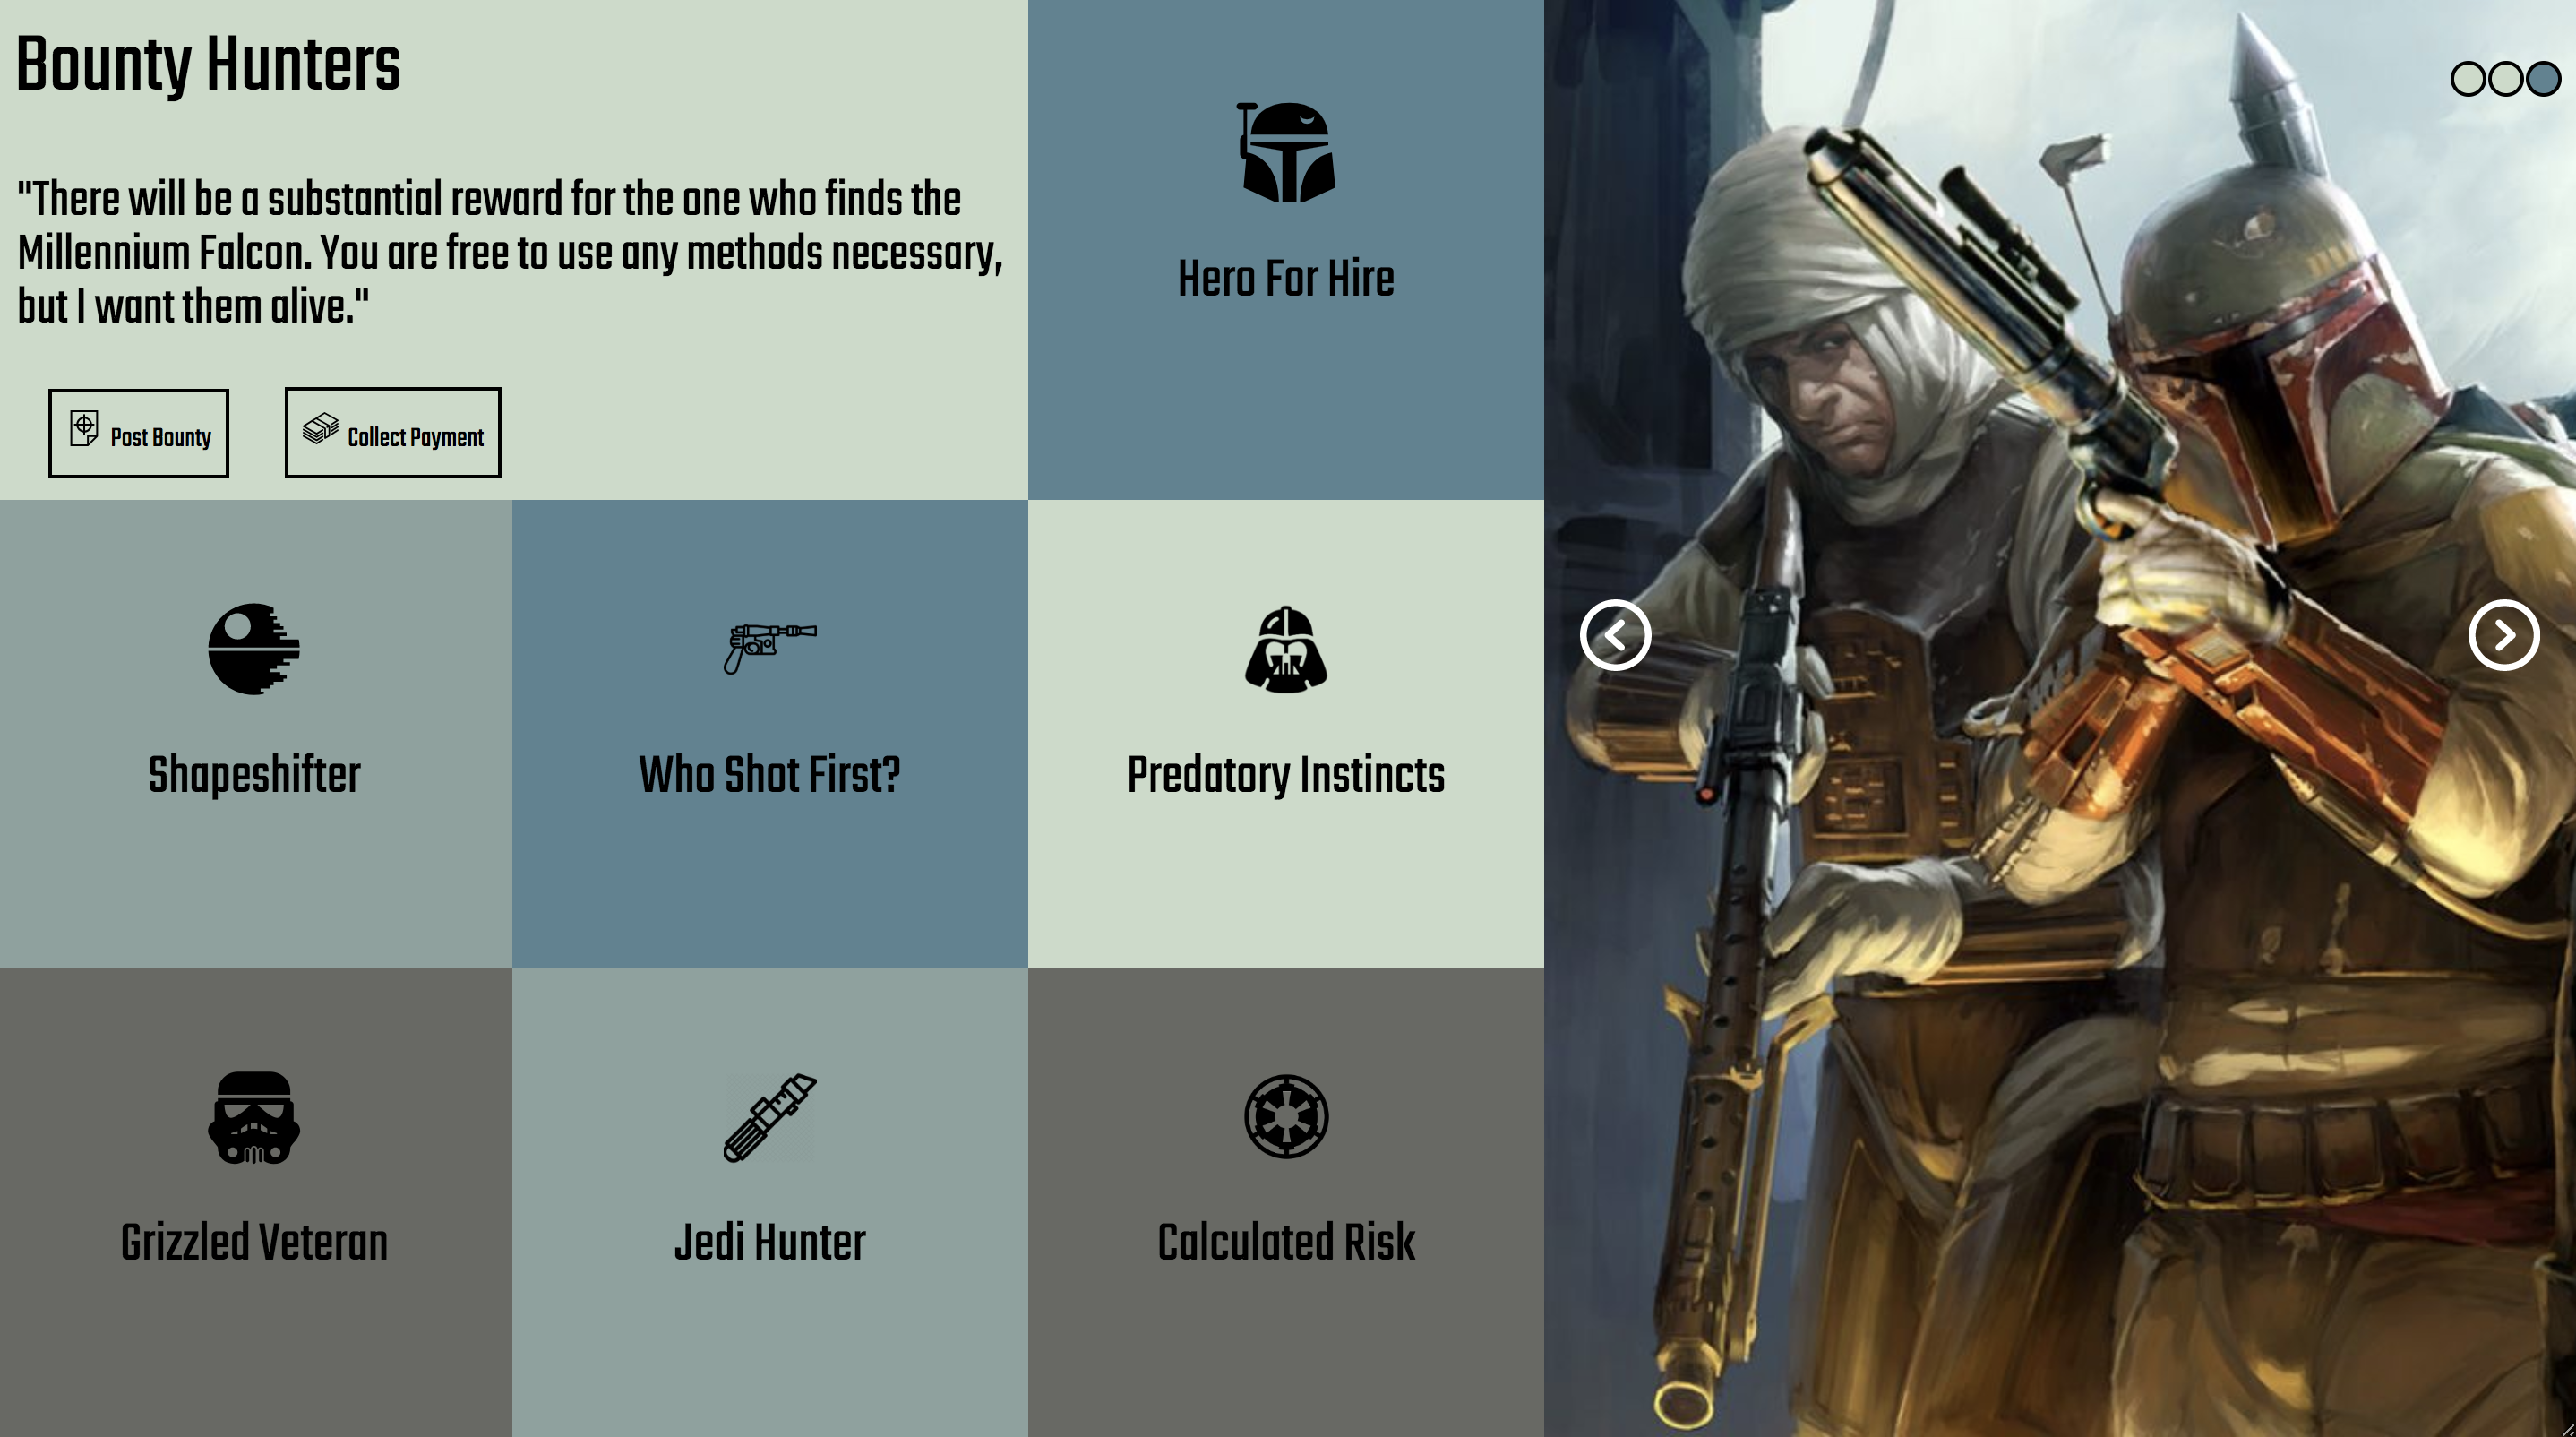 Bounty Hunters
"There will be a substantial reward for the one who finds the
Millennium Falcon. You are free to use any methods necessary,
but I want them alive."
Post Bounty
Collect Payment
Hero For Hire
Shapeshifter
Who Shot First?
Predatory Instincts
Grizzled Veteran
Jedi Hunter
Calculated Risk